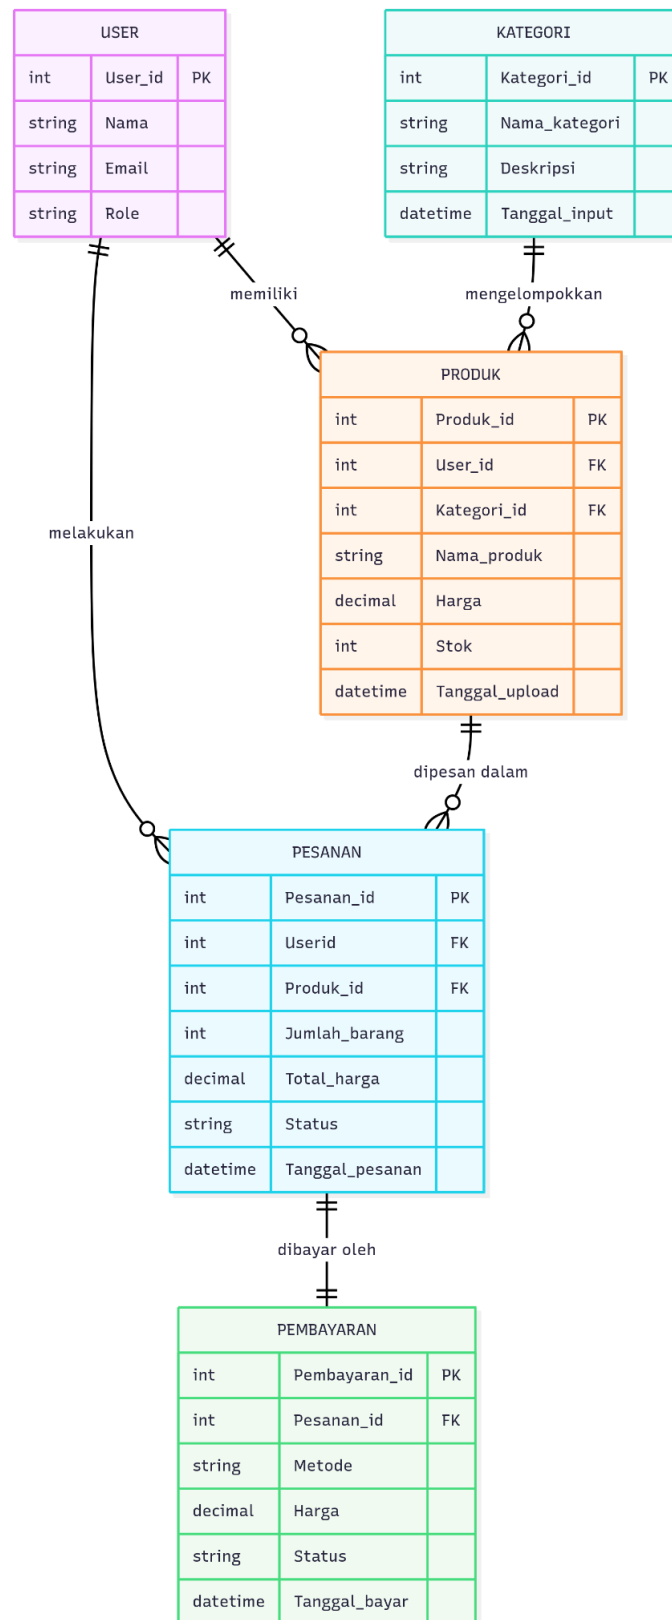 USER
int User_id PK
string Nama
string Email
string Role
KATEGORI
int Kategori_id PK
string Nama_kategori
string Deskripsi
datetime Tanggal_input
memiliki
mengelompokkan
PRODUK
int Produk_id PK
int User_id FK
int Kategori_id FK
string Nama_produk
decimal Harga
int Stok
datetime Tanggal_upload
melakukan
dipesan dalam
PESANAN
int Pesanan_id PK
int Userid FK
int Produk_id FK
int Jumlah_barang
decimal Total_harga
string Status
datetime Tanggal_pesanan
dibayar oleh
PEMBAYARAN
int Pembayaran_id PK
int Pesanan_id FK
string Metode
decimal Harga
string Status
datetime Tanggal_bayar